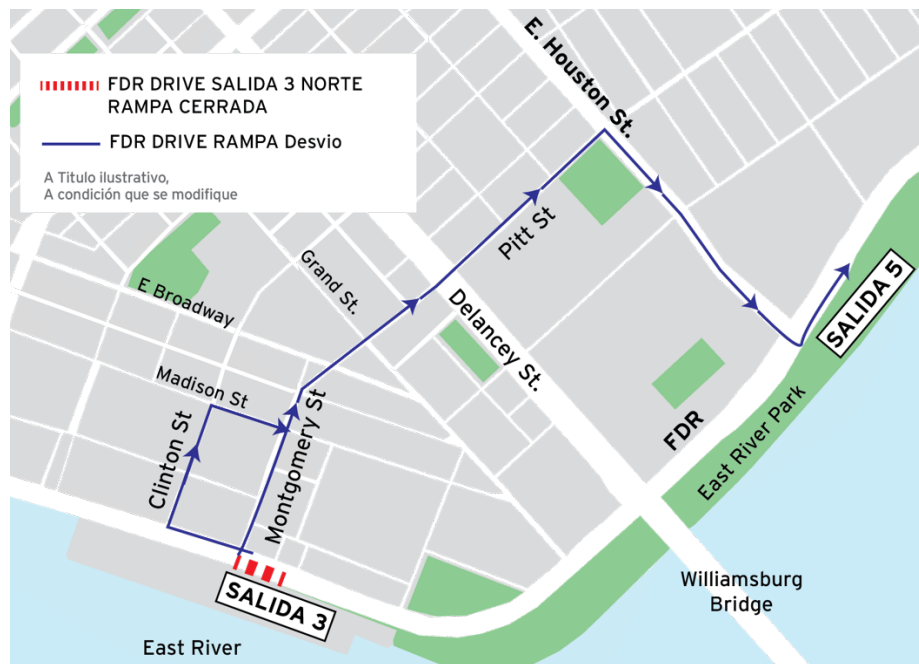 FDR DRIVE SALIDA 3 NORTE
RAMPA CERRADA
FDR DRIVE RAMPA Desvio
A Titulo ilustrativo,
A condición que se modifique
E. Houston St.
Pitt St
Grand St.
E Broadway
Delancey St.
Madison St
Clinton St
Montgomery St
FDR
East River Park
SALIDA 5
SALIDA 3
Williamsburg
Bridge
East River